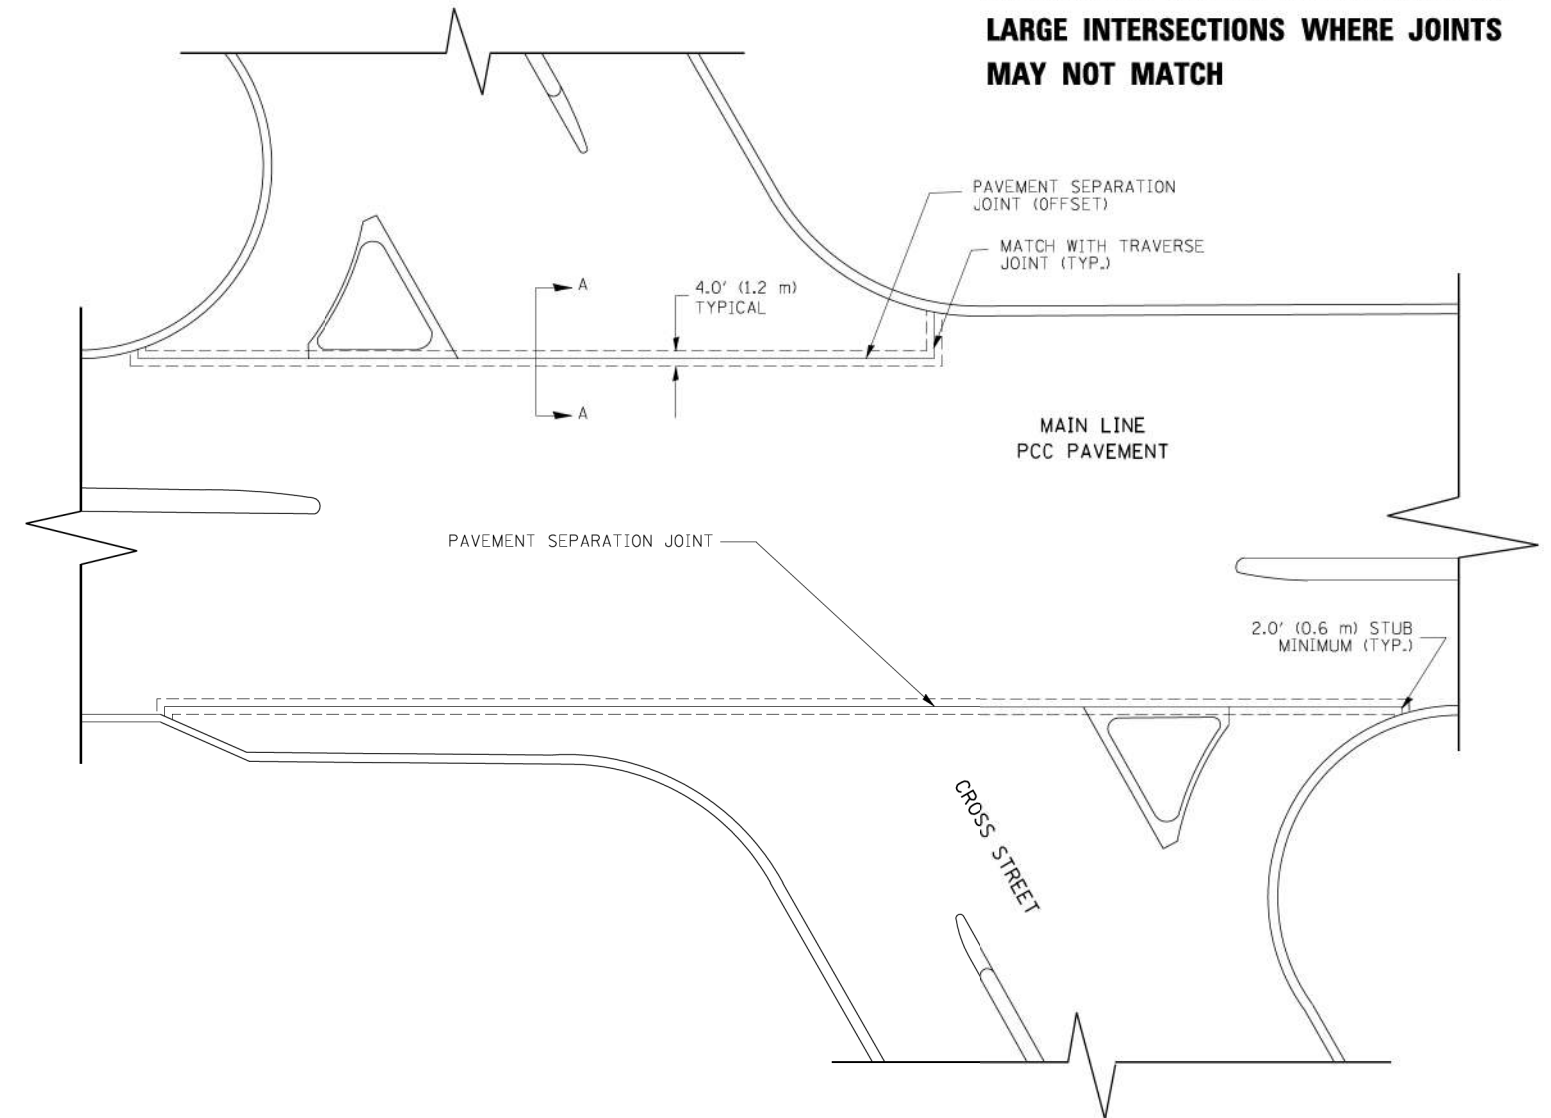 LARGE INTERSECTIONS WHERE JOINTS
MAY NOT MATCH
PAVEMENT SEPARATION
JOINT (OFFSET)
MATCH WITH TRAVERSE
JOINT (TYP.)
A
4.0' (1.2 m)
TYPICAL
A
MAIN LINE
PCC PAVEMENT
PAVEMENT SEPARATION JOINT
2.0' (0.6 m) STUB
MINIMUM (TYP.)
CROSS STREET